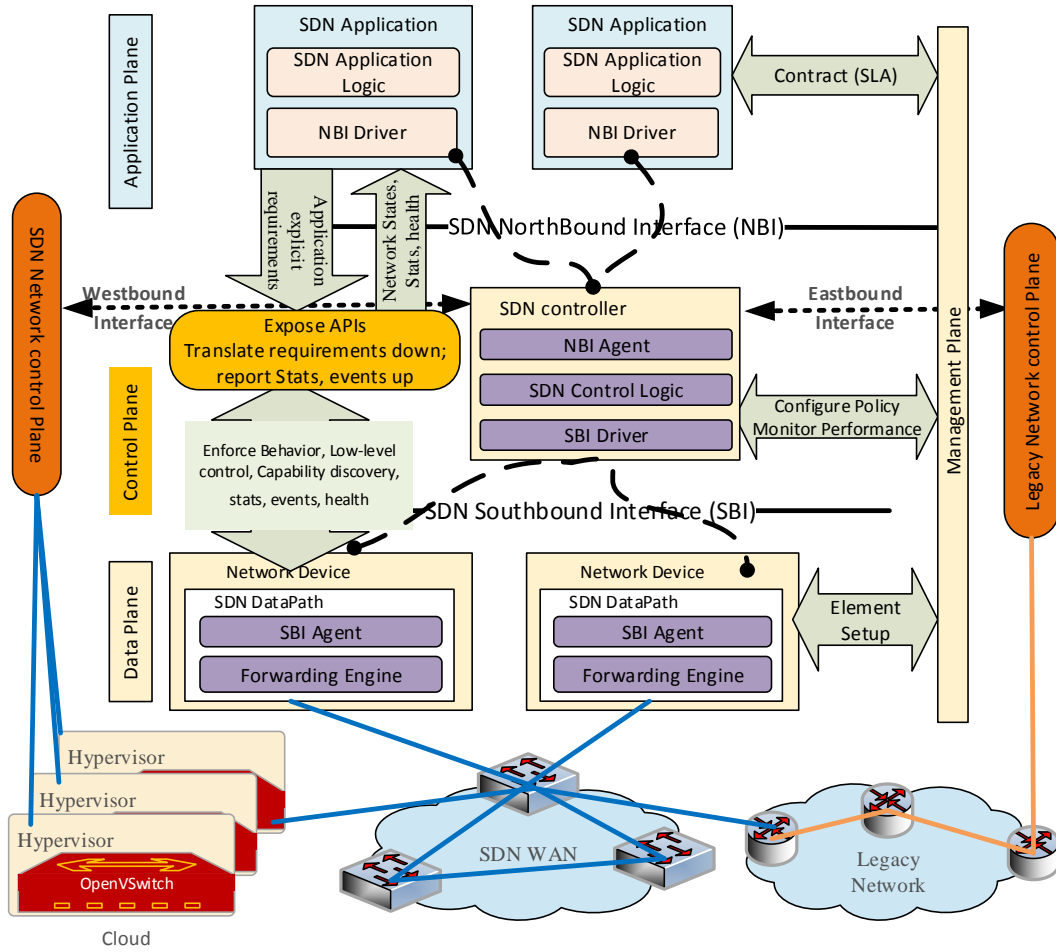 SDN Application
SDN Application
Logic
NBI Driver
SDN Application
SDN Application
Logic
NBI Driver
Contract (SLA)
Application Plane
Application
explicit
requirements
Network States,
Stats, health
SDN NorthBound Interface (NBI)
SDN Network control Plane
Westbound
Interface
Expose APIs
Translate requirements down;
report Stats, events up
SDN controller
NBI Agent
SDN Control Logic
SBI Driver
Eastbound
Interface
Management Plane
Legacy Network control Plane
Control Plane
Configure Policy
Monitor Performance
Enforce Behavior, Low-level
control, Capability discovery,
stats, events, health
SDN Southbound Interface (SBI)
Data Plane
Network Device
SDN DataPath
SBI Agent
Forwarding Engine
Network Device
SDN DataPath
SBI Agent
Forwarding Engine
Element
Setup
Hypervisor
Hypervisor
Hypervisor
OpenVSwitch
Cloud
SDN WAN
Legacy
Network